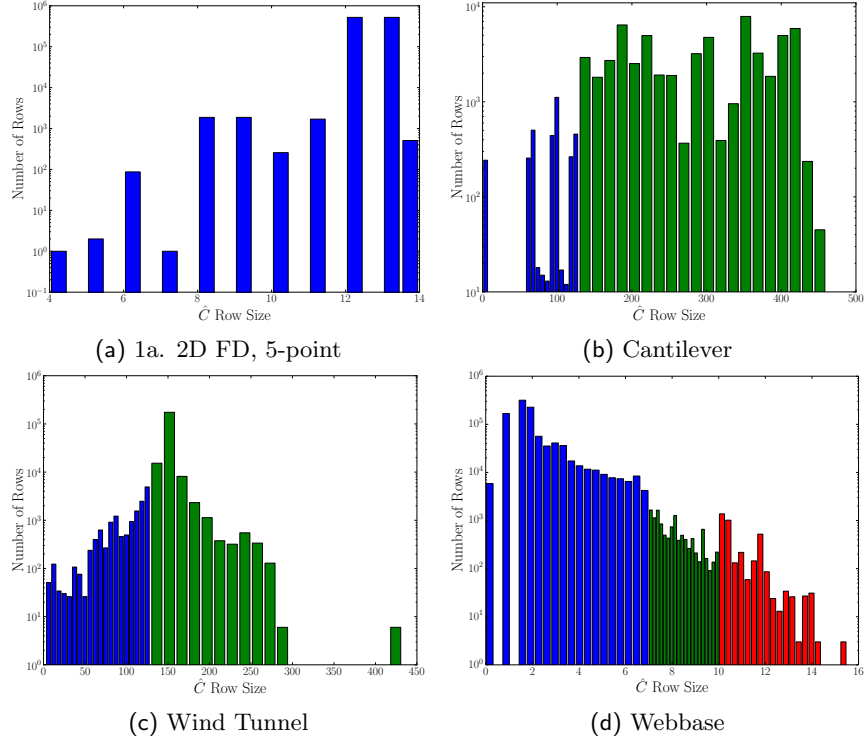 10^6
10^5
10^4
10^3
10^2
10^1
10^0
10^-1
Number of Rows
4 6 8 10 12 14
Ĉ Row Size
(a) 1a. 2D FD, 5-point
10^4
10^3
10^2
10^1
Number of Rows
0 100 200 300 400 500
Ĉ Row Size
(b) Cantilever
10^6
10^5
10^4
10^3
10^2
10^1
10^0
Number of Rows
0 50 100 150 200 250 300 350 400 450
Ĉ Row Size
(c) Wind Tunnel
10^6
10^5
10^4
10^3
10^2
10^1
10^0
Number of Rows
0 2 4 6 8 10 12 14 16
Ĉ Row Size
(d) Webbase